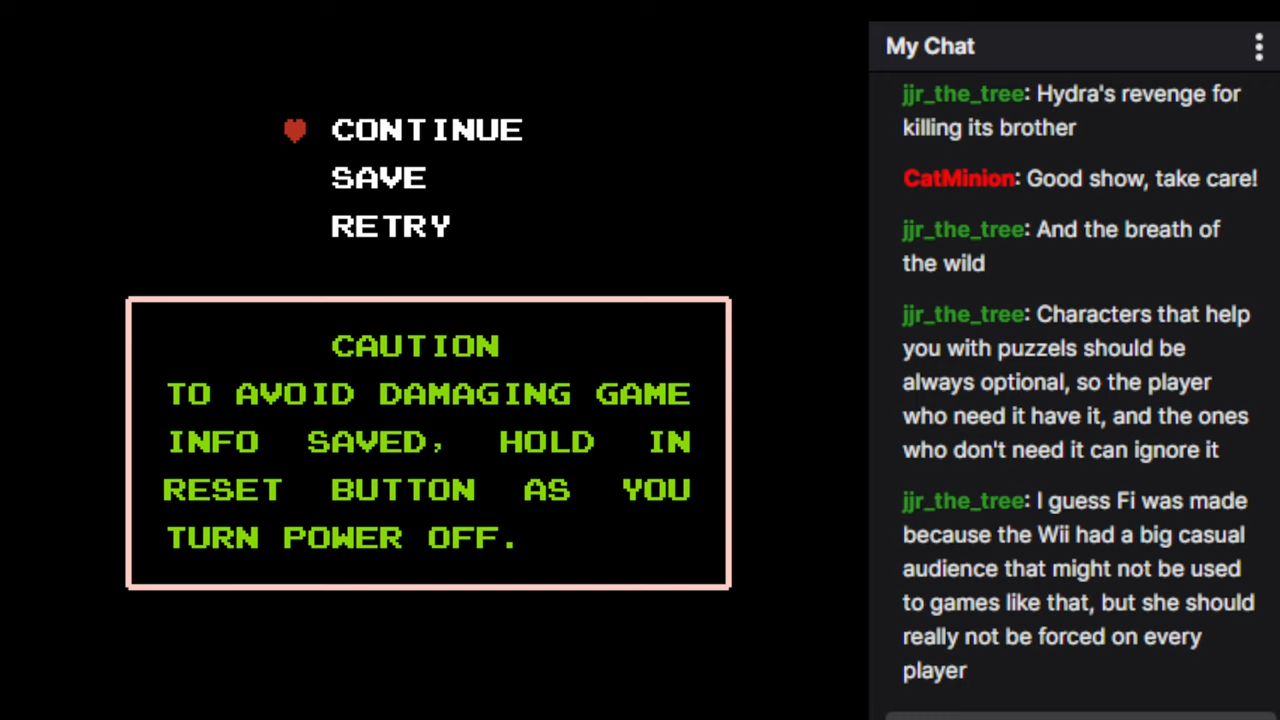 CONTINUE
SAVE
RETRY
CAUTION
TO AVOID DAMAGING GAME
INFO SAVED, HOLD IN
RESET BUTTON AS YOU
TURN POWER OFF.
My Chat
jjr_the_tree: Hydra's revenge for
killing its brother
CatMinion: Good show, take care!
jjr_the_tree: And the breath of
the wild
jjr_the_tree: Characters that help
you with puzzels should be
always optional, so the player
who need it have it, and the ones
who don't need it can ignore it
jjr_the_tree: I guess Fi was made
because the Wii had a big casual
audience that might not be used
to games like that, but she should
really not be forced on every
player